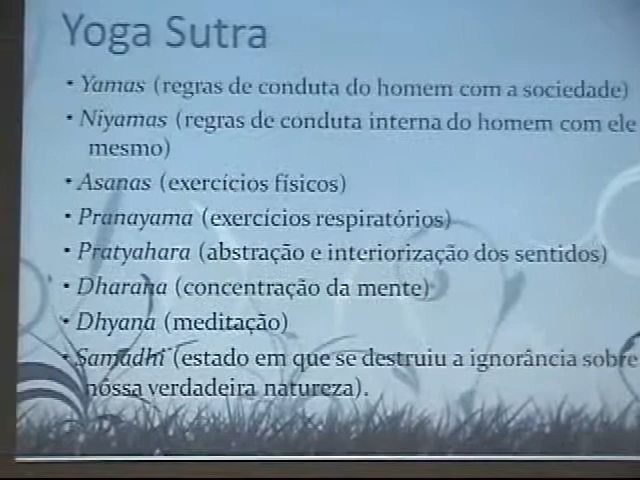 Yoga Sutra
• Yamas (regras de conduta do homem com a sociedade)
• Niyamas (regras de conduta interna do homem com ele
mesmo)
• Asanas (exercícios físicos)
• Pranayama (exercícios respiratórios)
• Pratyahara (abstração e interiorização dos sentidos)
• Dharana (concentração da mente)
• Dhyana (meditação)
• Samadhi (estado em que se destruiu a ignorância sobre
nossa verdadeira natureza).